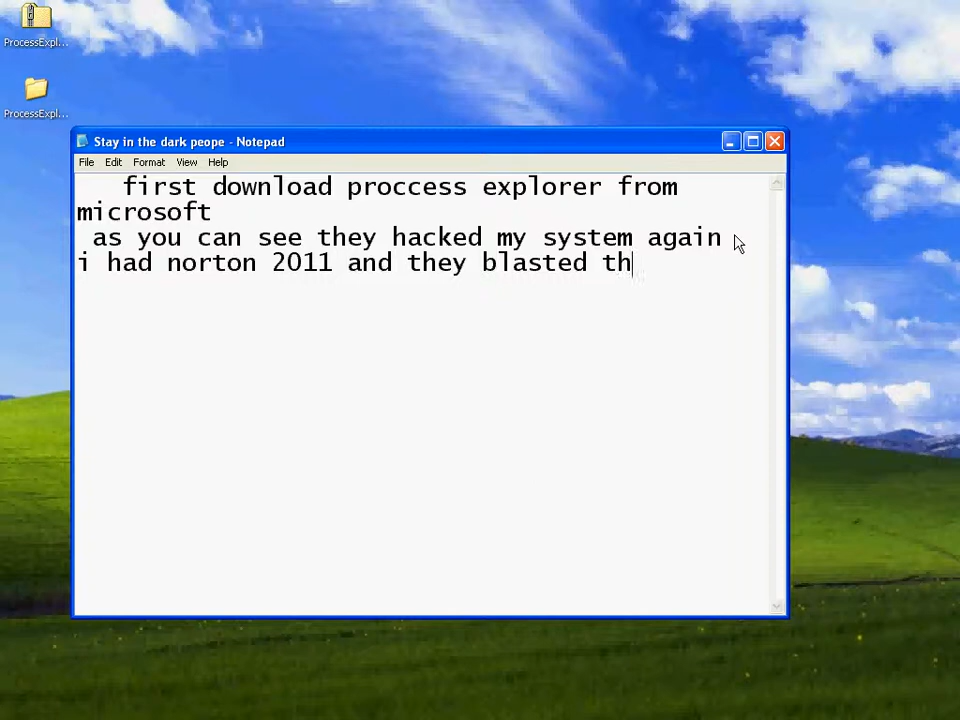 ProcessExpl...
ProcessExpl...
Stay in the dark peope - Notepad
File Edit Format View Help
first download proccess explorer from
microsoft
as you can see they hacked my system again
i had norton 2011 and they blasted th